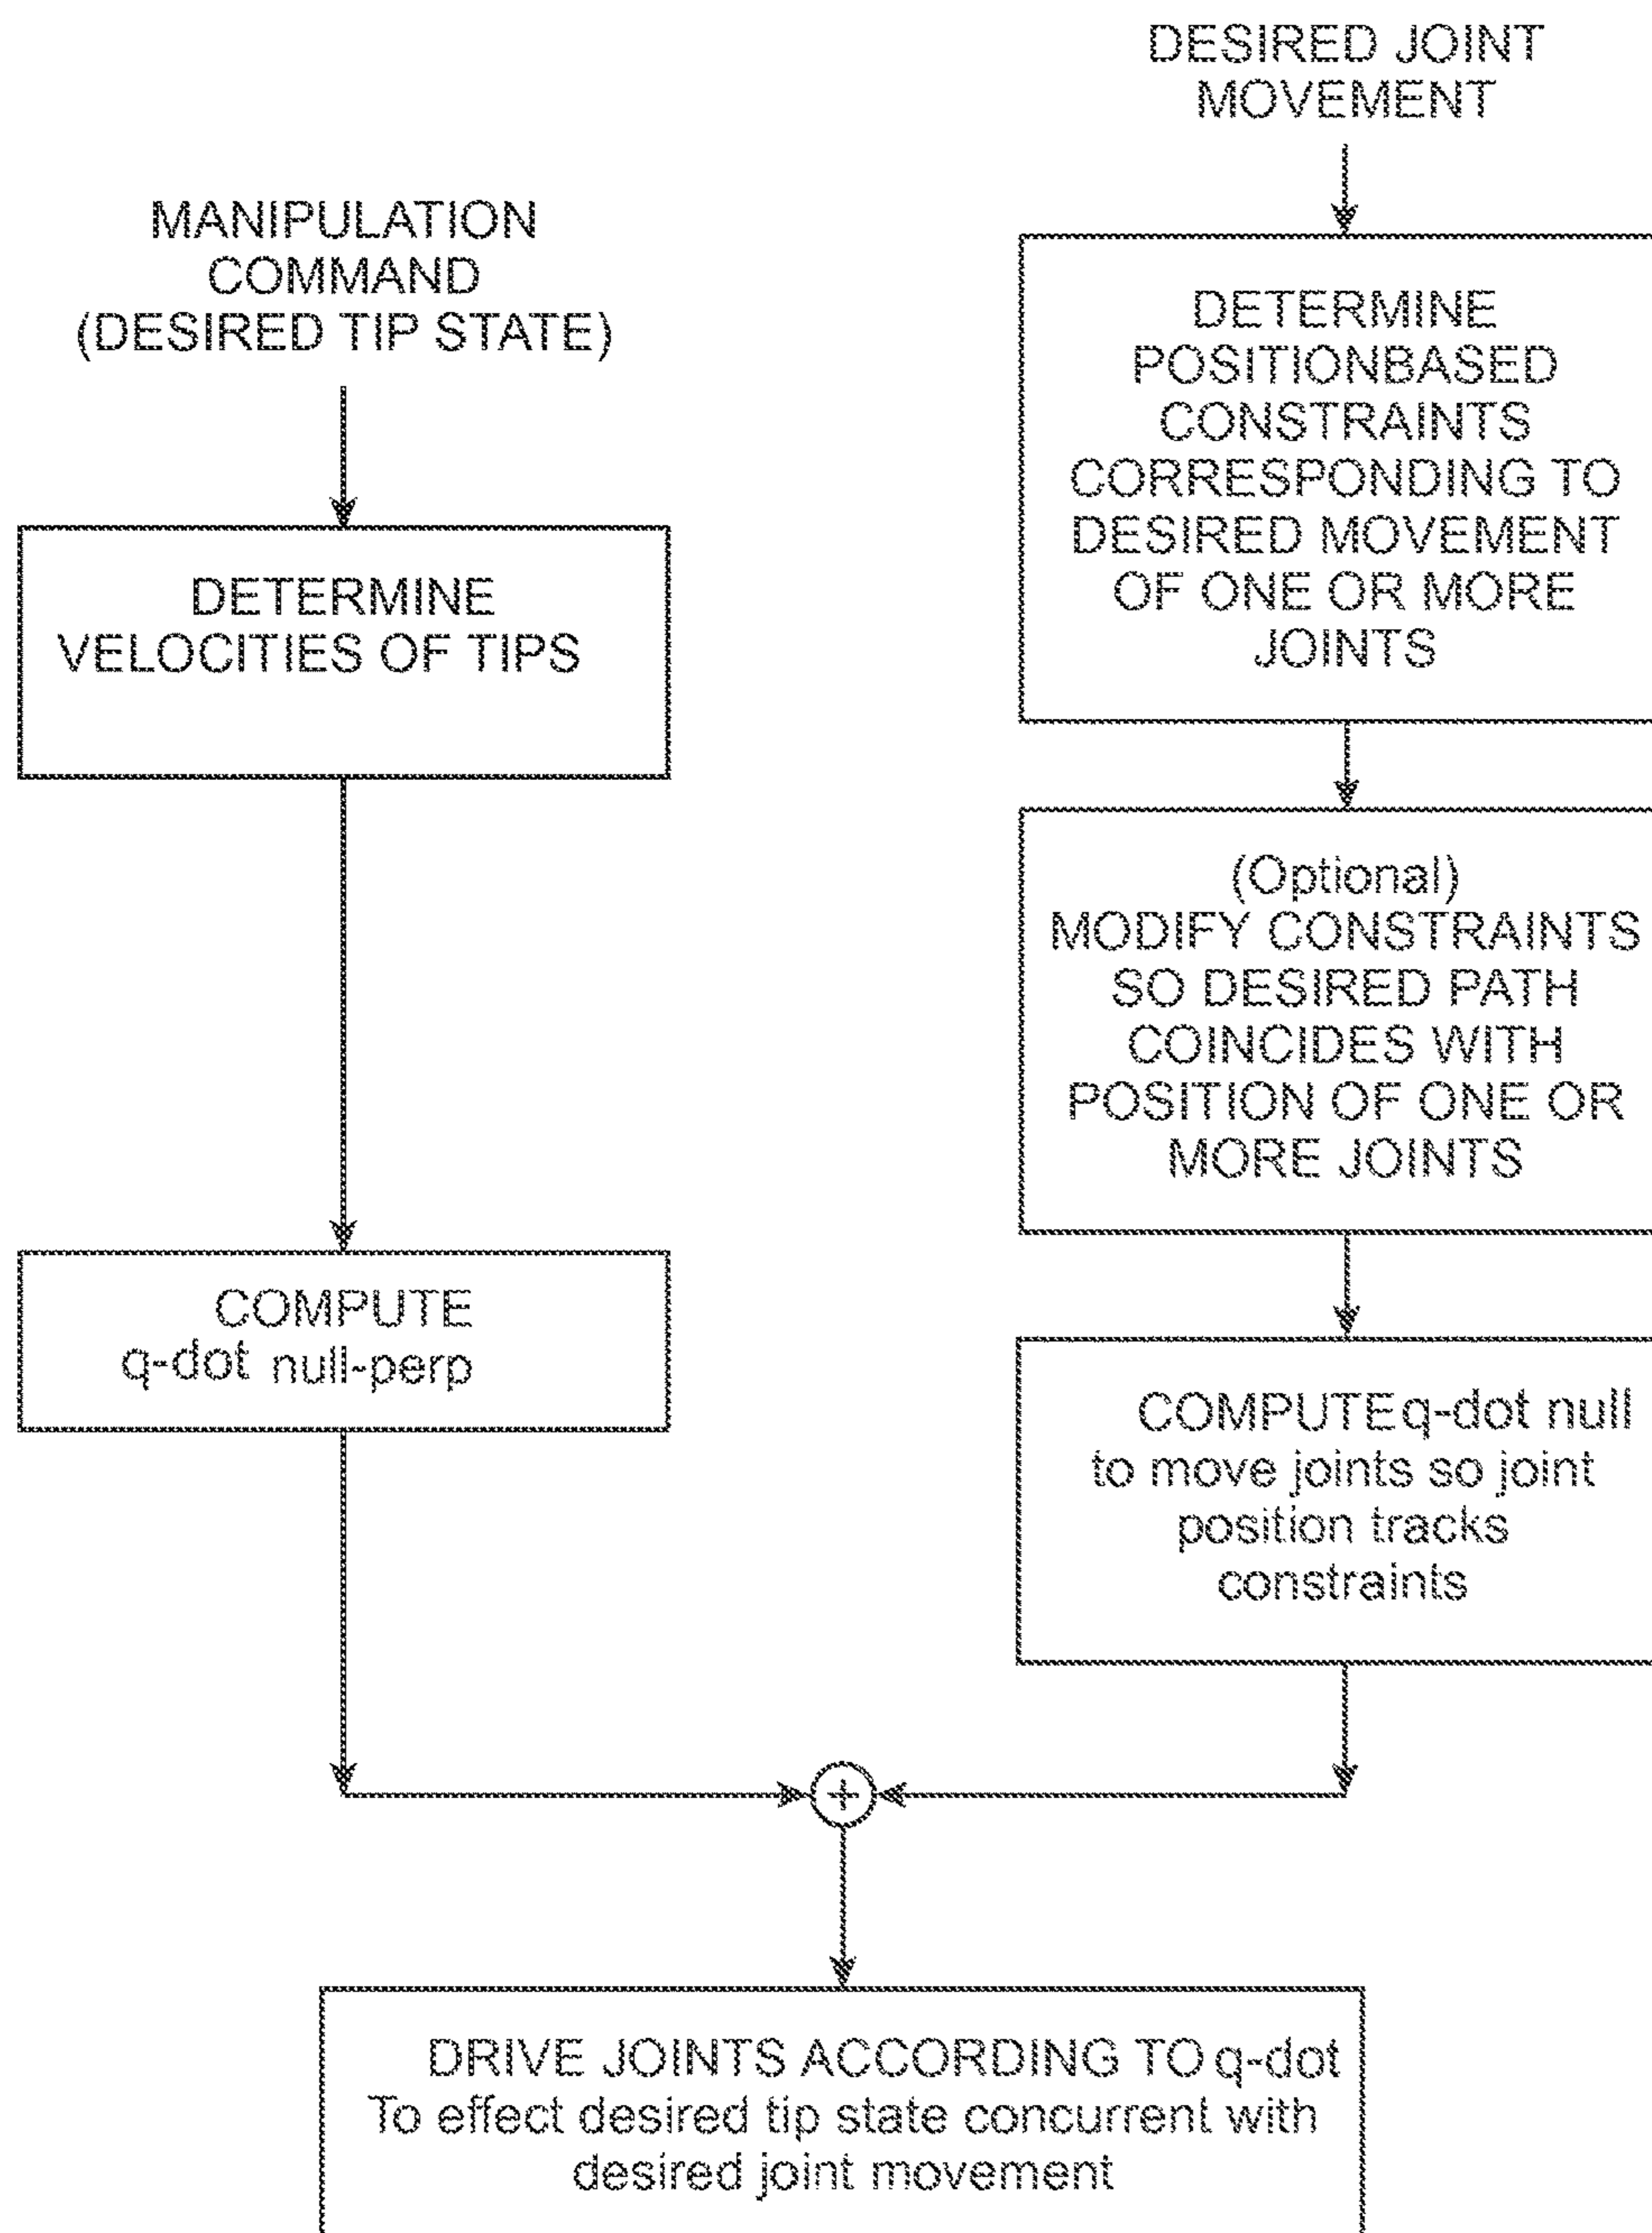 DESIRED JOINT
MOVEMENT
MANIPULATION
COMMAND
(DESIRED TIP STATE)
DETERMINE
POSITIONBASED
CONSTRAINTS
CORRESPONDING TO
DESIRED MOVEMENT
OF ONE OR MORE
JOINTS
DETERMINE
VELOCITIES OF TIPS
(Optional)
MODIFY CONSTRAINTS
SO DESIRED PATH
COINCIDES WITH
POSITION OF ONE OR
MORE JOINTS
COMPUTE
q-dot null-perp
COMPUTE q-dot null
to move joints so joint
position tracks
constraints
+
DRIVE JOINTS ACCORDING TO q-dot
To effect desired tip state concurrent with
desired joint movement